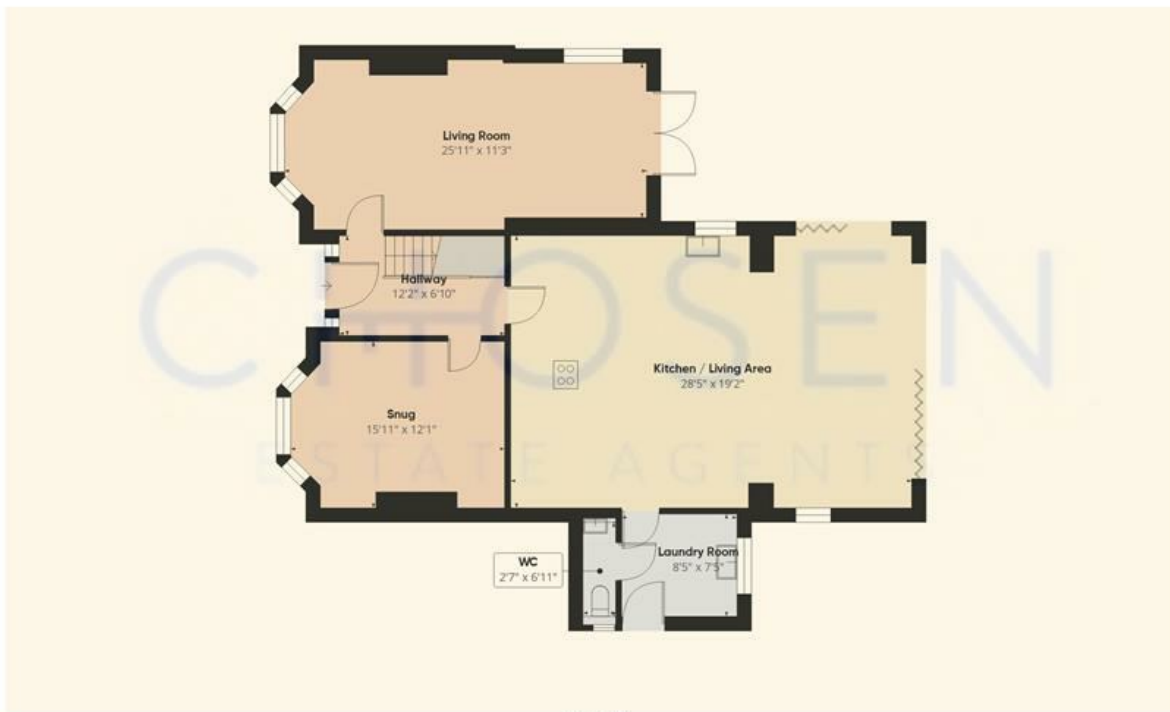 Living Room
25'11" x 11'3"
Hallway
12'2" x 6'10"
Kitchen / Living Area
28'5" x 19'2"
Snug
15'11" x 12'1"
CHOSEN
ESTATE AGENTS
WC
2'7" x 6'11"
Laundry Room
8'5" x 7'5"